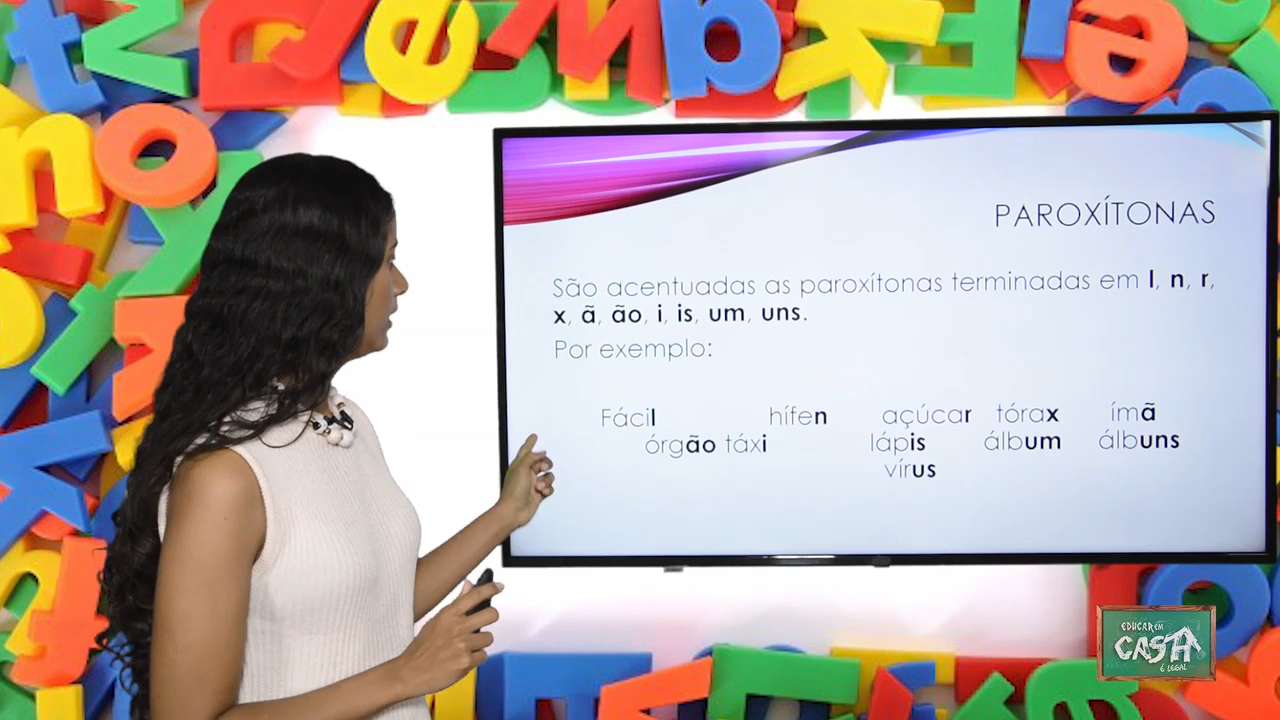 PAROXÍTONAS
São acentuadas as paroxítonas terminadas em l, n, r,
x, ã, ão, i, is, um, uns.
Por exemplo:
Fácil hífen açúcar tórax ímã
órgão táxi lápis álbum álbuns
vírus
EDUCAR EM
CASA
É LEGAL